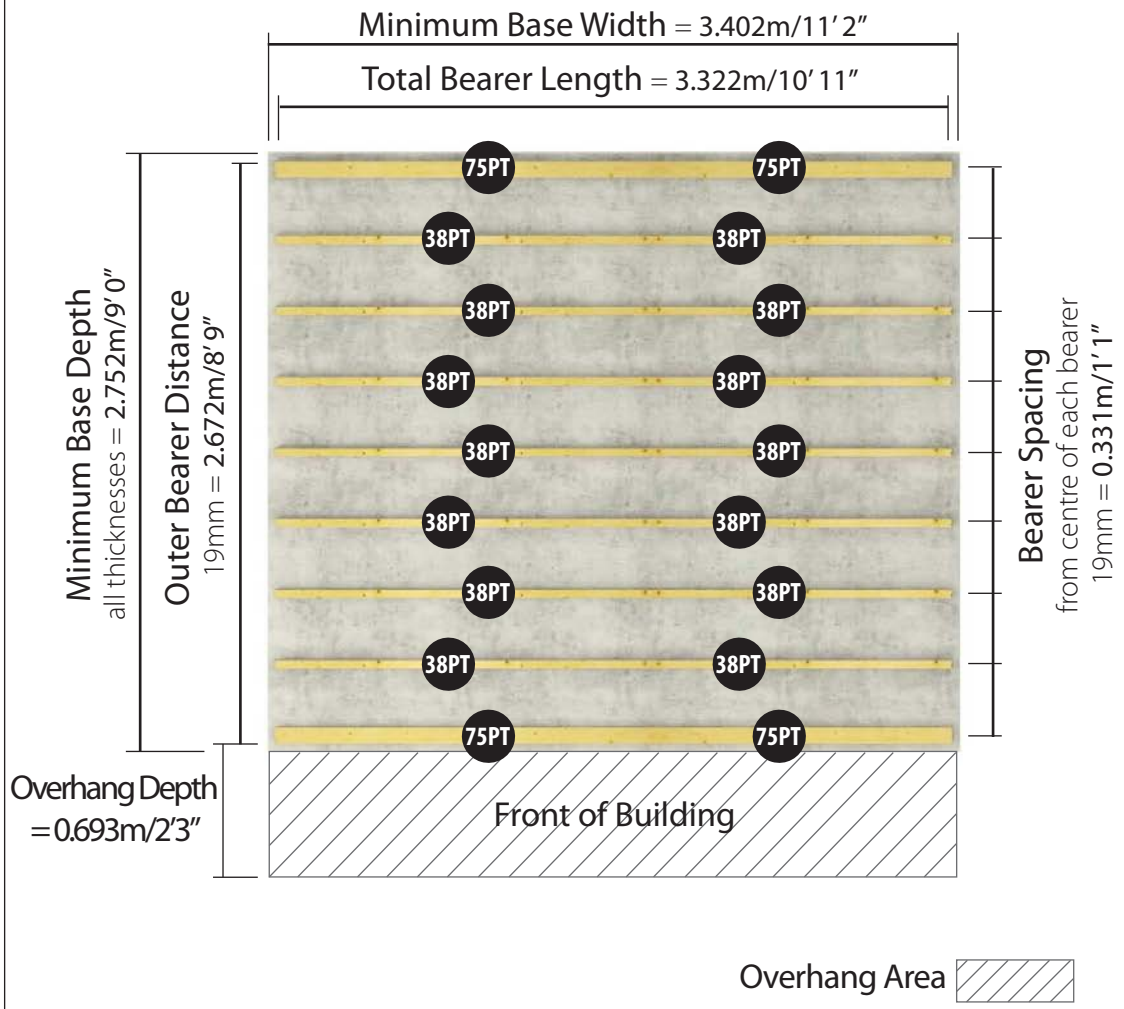 Minimum Base Width = 3.402m/11’ 2”
Total Bearer Length = 3.322m/10’ 11”
Minimum Base Depth
all thicknesses = 2.752m/9’ 0”
Outer Bearer Distance
19mm = 2.672m/8’ 9”
75PT 75PT
38PT 38PT
38PT 38PT
38PT 38PT
38PT 38PT
38PT 38PT
38PT 38PT
38PT 38PT
75PT 75PT
Bearer Spacing
from centre of each bearer
19mm = 0.331m/1’ 1”
Overhang Depth
= 0.693m/2’3”
Front of Building
Overhang Area